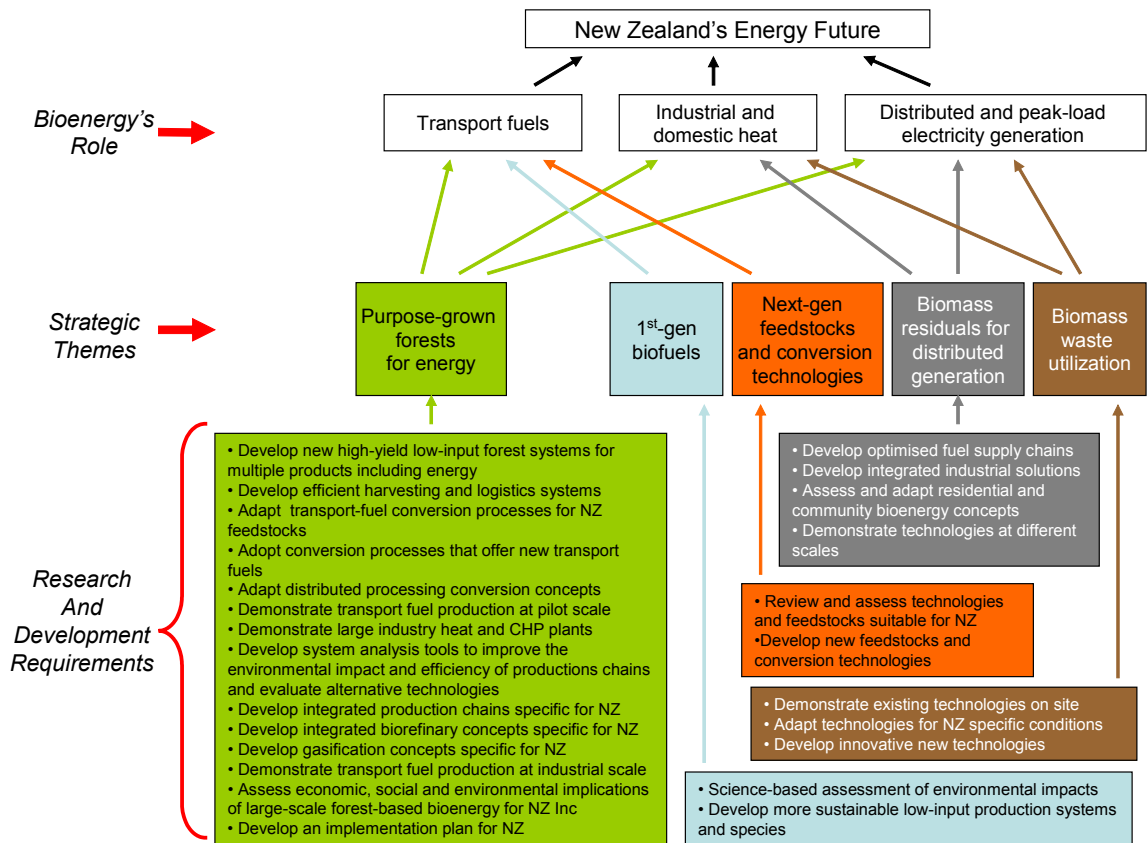 New Zealand's Energy Future
Bioenergy's
Role
Transport fuels
Industrial and
domestic heat
Distributed and peak-load
electricity generation
Strategic
Themes
Purpose-grown
forests
for energy
1st-gen
biofuels
Next-gen
feedstocks
and conversion
technologies
Biomass
residuals for
distributed
generation
Biomass
waste
utilization
Research
And
Development
Requirements
• Develop new high-yield low-input forest systems for
multiple products including energy
• Develop efficient harvesting and logistics systems
• Adapt transport-fuel conversion processes for NZ
feedstocks
• Adopt conversion processes that offer new transport
fuels
• Adapt distributed processing conversion concepts
• Demonstrate transport fuel production at pilot scale
• Demonstrate large industry heat and CHP plants
• Develop system analysis tools to improve the
environmental impact and efficiency of productions chains
and evaluate alternative technologies
• Develop integrated production chains specific for NZ
• Develop integrated biorefinary concepts specific for NZ
• Develop gasification concepts specific for NZ
• Demonstrate transport fuel production at industrial scale
• Assess economic, social and environmental implications
of large-scale forest-based bioenergy for NZ Inc
• Develop an implementation plan for NZ
• Develop optimised fuel supply chains
• Develop integrated industrial solutions
• Assess and adapt residential and
community bioenergy concepts
• Demonstrate technologies at different
scales
• Review and assess technologies
and feedstocks suitable for NZ
•Develop new feedstocks and
conversion technologies
• Demonstrate existing technologies on site
• Adapt technologies for NZ specific conditions
• Develop innovative new technologies
• Science-based assessment of environmental impacts
• Develop more sustainable low-input production systems
and species